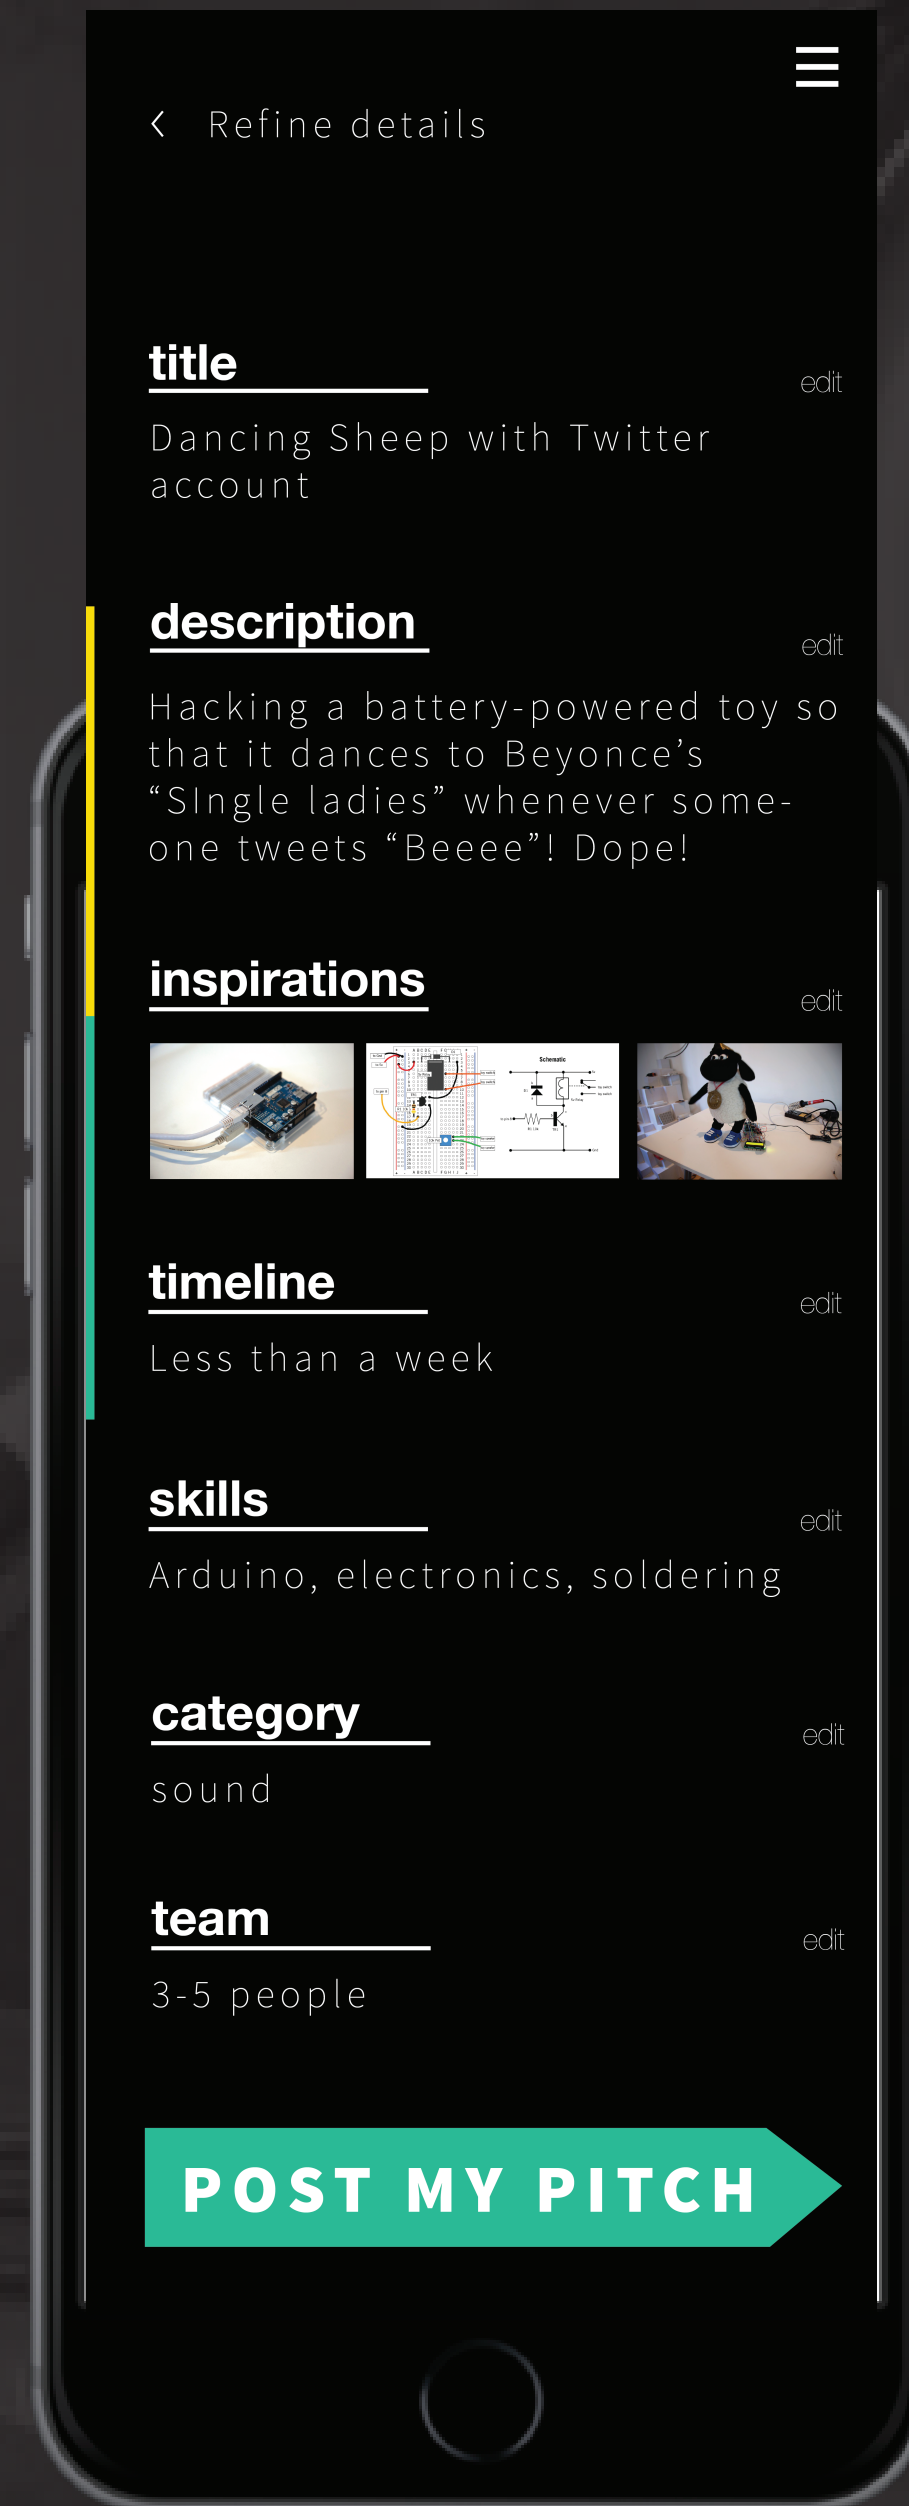 Refine details
title
edit
Dancing Sheep with Twitter
account
description
edit
Hacking a battery-powered toy so
that it dances to Beyonce’s
“SIngle ladies” whenever some-
one tweets “Beeee”! Dope!
inspirations
edit
Schematic
timeline
edit
Less than a week
skills
edit
Arduino, electronics, soldering
category
edit
sound
team
edit
3-5 people
POST MY PITCH